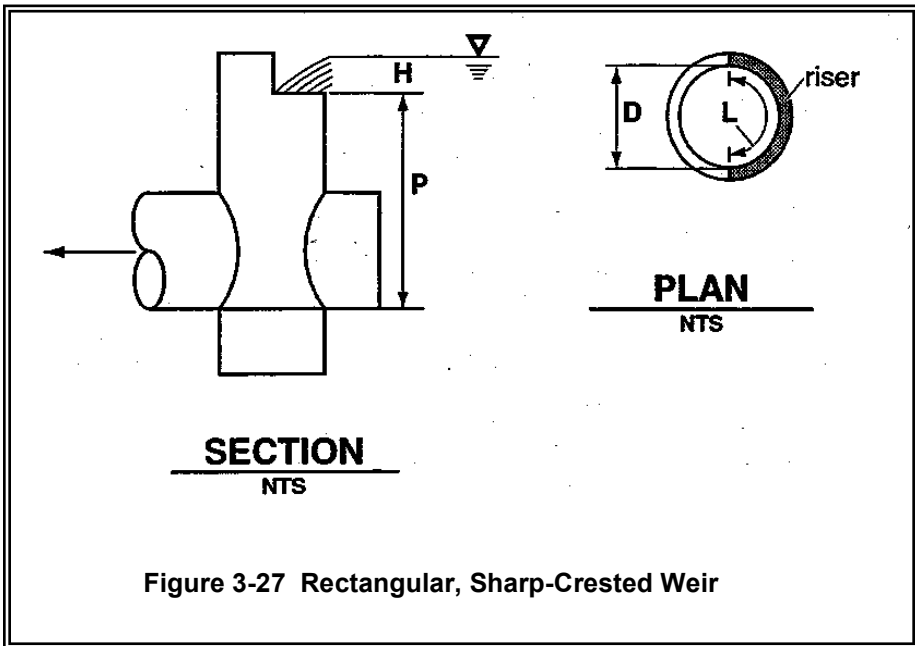 H
riser
D
L
P
PLAN
NTS
SECTION
NTS
Figure 3-27 Rectangular, Sharp-Crested Weir